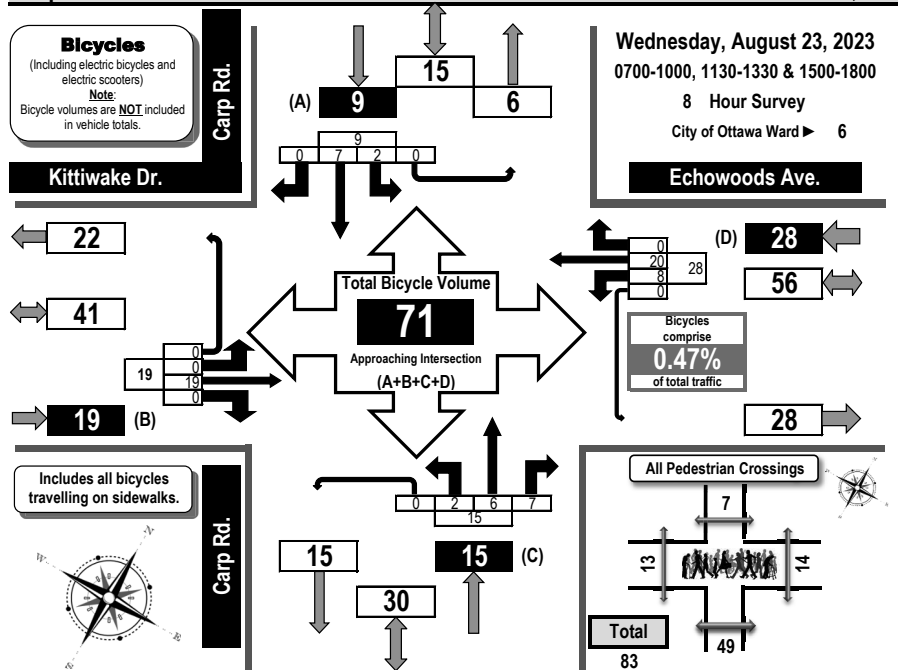 Bicycles
(Including electric bicycles and
electric scooters)
Note:
Bicycle volumes are NOT included
in vehicle totals.
Carp Rd.
Kittiwake Dr.
15
(A)
9
6
9
0 7 2 0
Wednesday, August 23, 2023
0700-1000, 1130-1330 & 1500-1800
8 Hour Survey
City of Ottawa Ward ► 6
Echowoods Ave.
22
41
0
0
19
19
0
19
(B)
Total Bicycle Volume
71
Approaching Intersection
(A+B+C+D)
0
20
28
8
0
(D)
28
56
Bicycles
comprise
0.47%
of total traffic
28
Includes all bicycles
travelling on sidewalks.
N
W
E
S
Carp Rd.
0 2 6 7
15
15
15
(C)
30
All Pedestrian Crossings
7
13
14
49
Total
83